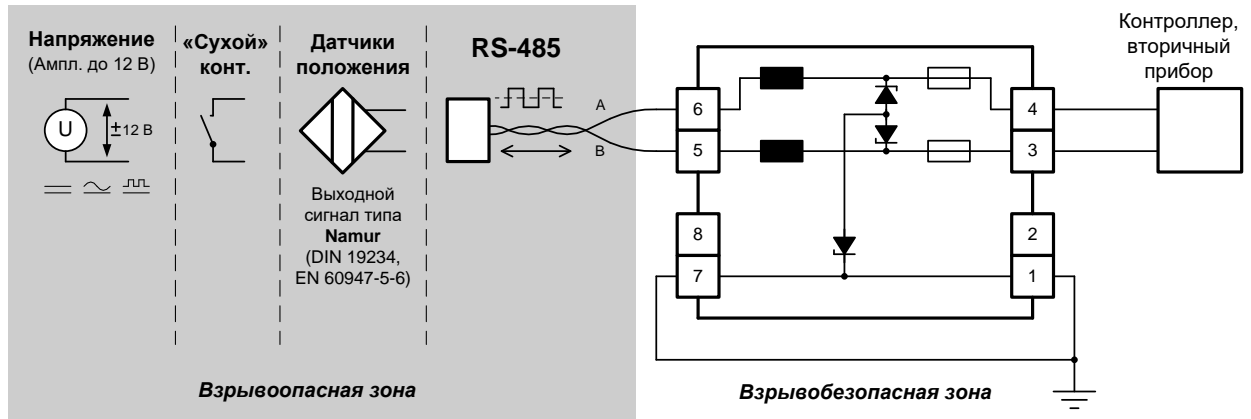 Напряжение
(Ампл. до 12 В)
U
±12 В
«Сухой»
конт.
Датчики
положения
Выходной
сигнал типа
Namur
(DIN 19234,
EN 60947-5-6)
RS-485
A
B
Взрывоопасная зона
6
5
8
7
4
3
2
1
Контроллер,
вторичный
прибор
Взрывобезопасная зона